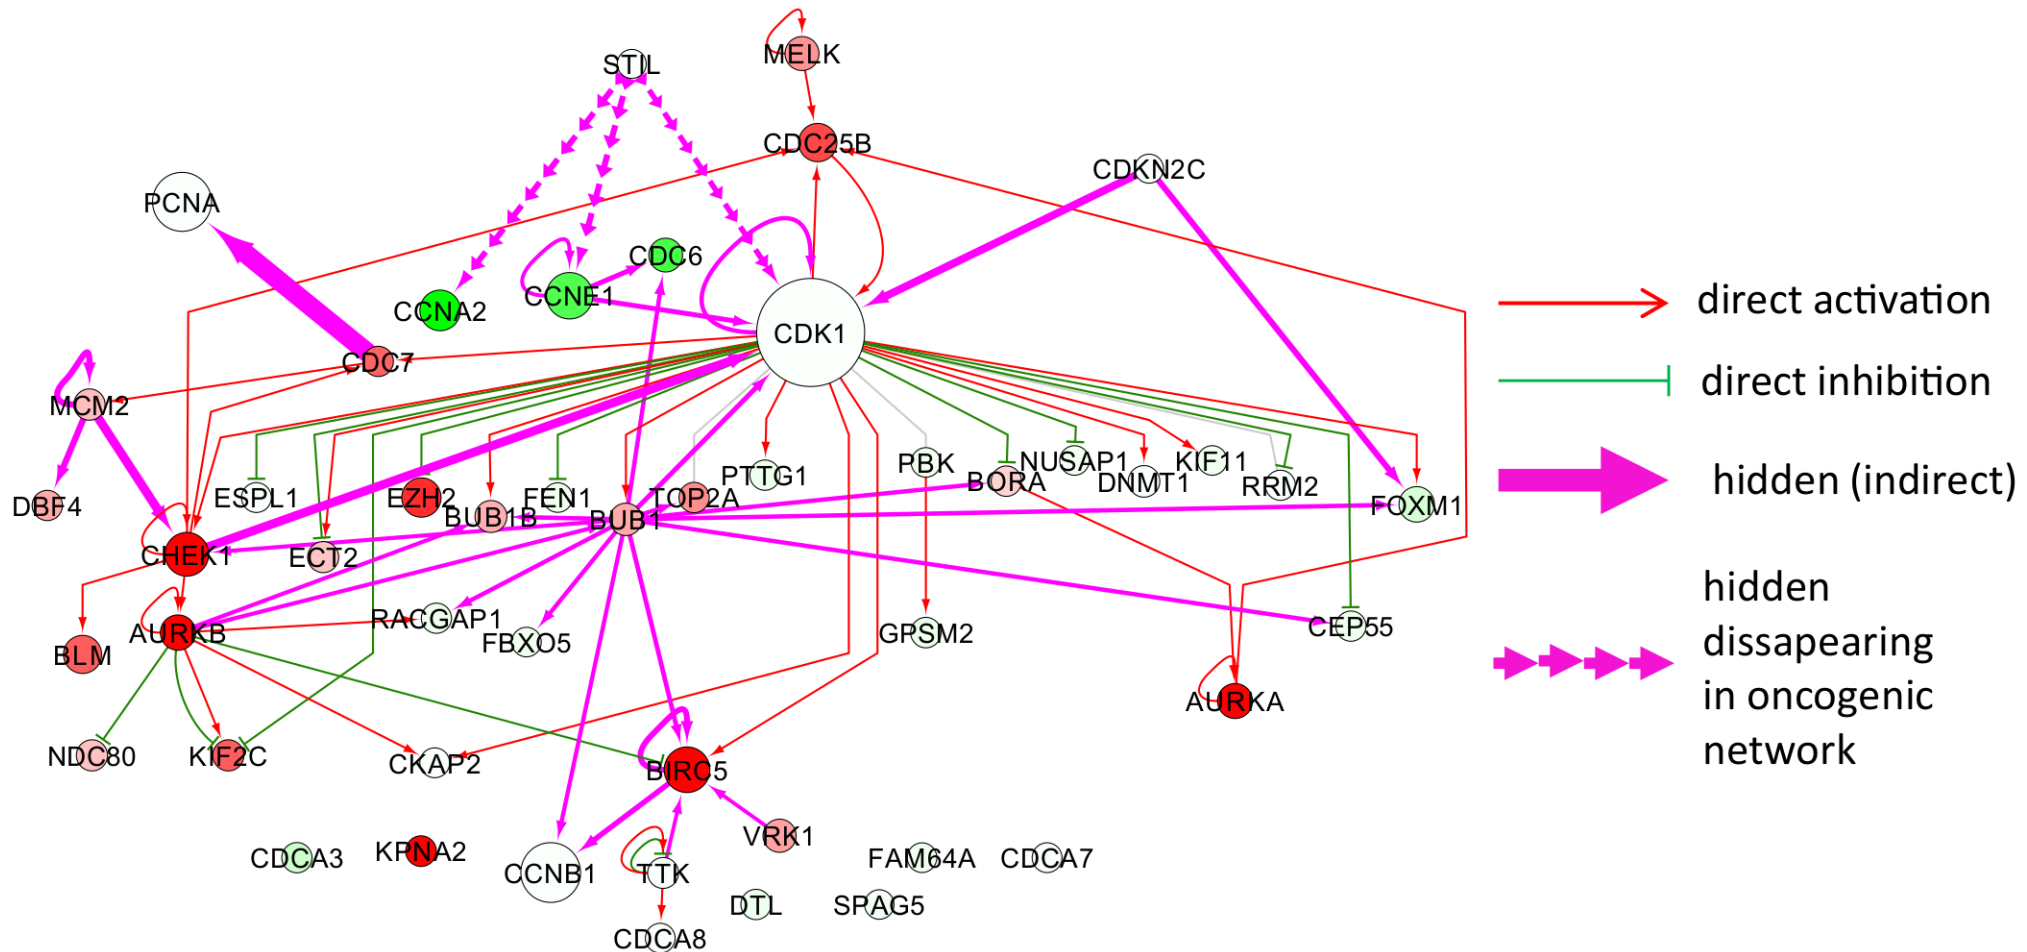 MELK
STIL
CDC25B
CDKN2C
PCNA
CDC6
CCNE1
CCNA2
CDK1
CDC7
MCM2
DBF4
ESPL1
EZH2
FEN1
BUB1B
BUB1
TOP2A
PTTG1
PBK
BORA
NUSAP1
DNMT1
KIF11
RRM2
FOXM1
CHEK1
ECT2
AURKB
BLM
RACGAP1
FBXO5
GPSM2
CEP55
AURKA
NDC80
KIF2C
CKAP2
BIRC5
VRK1
CDCA3
KPNA2
CCNB1
TTK
FAM64A
CDCA7
DTL
SPAG5
CDCA8
direct activation
direct inhibition
hidden (indirect)
hidden
dissapearing
in oncogenic
network